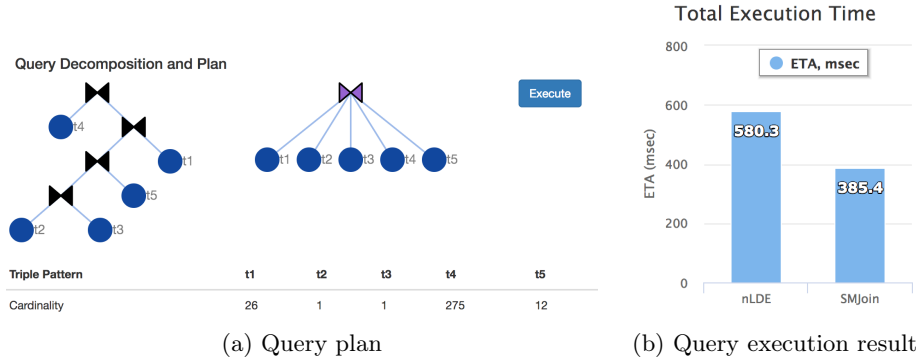 Query Decomposition and Plan
t4
t1
t5
t2
t3
t1
t2
t3
t4
t5
Execute
Triple Pattern t1 t2 t3 t4 t5
Cardinality 26 1 1 275 12
(a) Query plan
Total Execution Time
ETA, msec
ETA (msec)
800
600
400
200
0
580.3
385.4
nLDE
SMJoin
(b) Query execution result